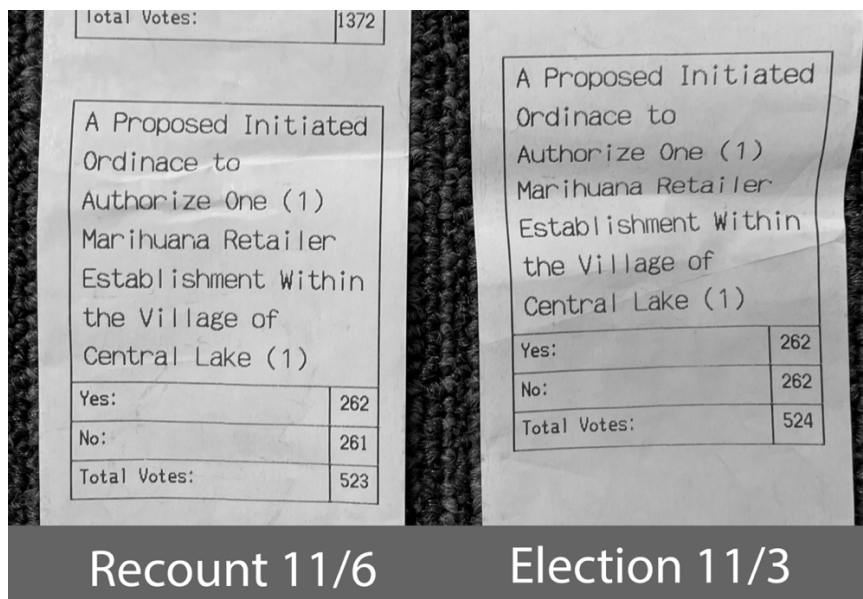 Total Votes: 1372
A Proposed Initiated
Ordinace to
Authorize One (1)
Marihuana Retailer
Establishment Within
the Village of
Central Lake (1)
Yes: 262
No: 261
Total Votes: 523
Recount 11/6
A Proposed Initiated
Ordinace to
Authorize One (1)
Marihuana Retailer
Establishment Within
the Village of
Central Lake (1)
Yes: 262
No: 262
Total Votes: 524
Election 11/3